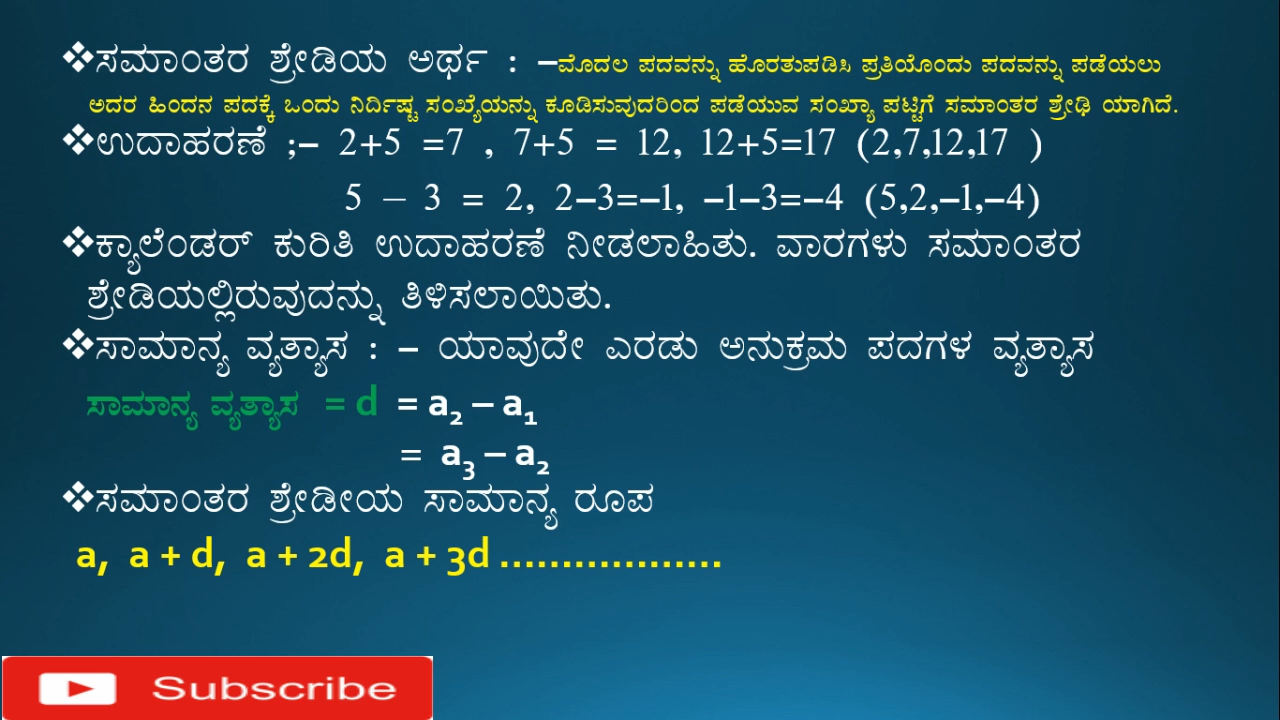 ❖ಸಮಾಂತರ ಶ್ರೇಡಿಯ ಅರ್ಥ : –ಮೊದಲ ಪದವನ್ನು ಹೊರತುಪಡಿಸಿ ಪ್ರತಿಯೊಂದು ಪದವನ್ನು ಪಡೆಯಲು
ಅದರ ಹಿಂದನ ಪದಕ್ಕೆ ಒಂದು ನಿರ್ದಿಷ್ಟ ಸಂಖ್ಯೆಯನ್ನು ಕೂಡಿಸುವುದರಿಂದ ಪಡೆಯುವ ಸಂಖ್ಯಾ ಪಟ್ಟಿಗೆ ಸಮಾಂತರ ಶ್ರೇಢಿ ಯಾಗಿದೆ.
❖ಉದಾಹರಣೆ ;– 2+5 =7 , 7+5 = 12, 12+5=17 (2,7,12,17 )
5 – 3 = 2, 2–3=–1, –1–3=–4 (5,2,–1,–4)
❖ಕ್ಯಾಲೆಂಡರ್ ಕುರಿತಿ ಉದಾಹರಣೆ ನೀಡಲಾಹಿತು. ವಾರಗಳು ಸಮಾಂತರ
ಶ್ರೇಡಿಯಲ್ಲಿರುವುದನ್ನು ತಿಳಿಸಲಾಯಿತು.
❖ಸಾಮಾನ್ಯ ವ್ಯತ್ಯಾಸ : – ಯಾವುದೇ ಎರಡು ಅನುಕ್ರಮ ಪದಗಳ ವ್ಯತ್ಯಾಸ
ಸಾಮಾನ್ಯ ವ್ಯತ್ಯಾಸ = d = a₂ – a₁
= a₃ – a₂
❖ಸಮಾಂತರ ಶ್ರೇಡೀಯ ಸಾಮಾನ್ಯ ರೂಪ
a, a + d, a + 2d, a + 3d ..................
Subscribe